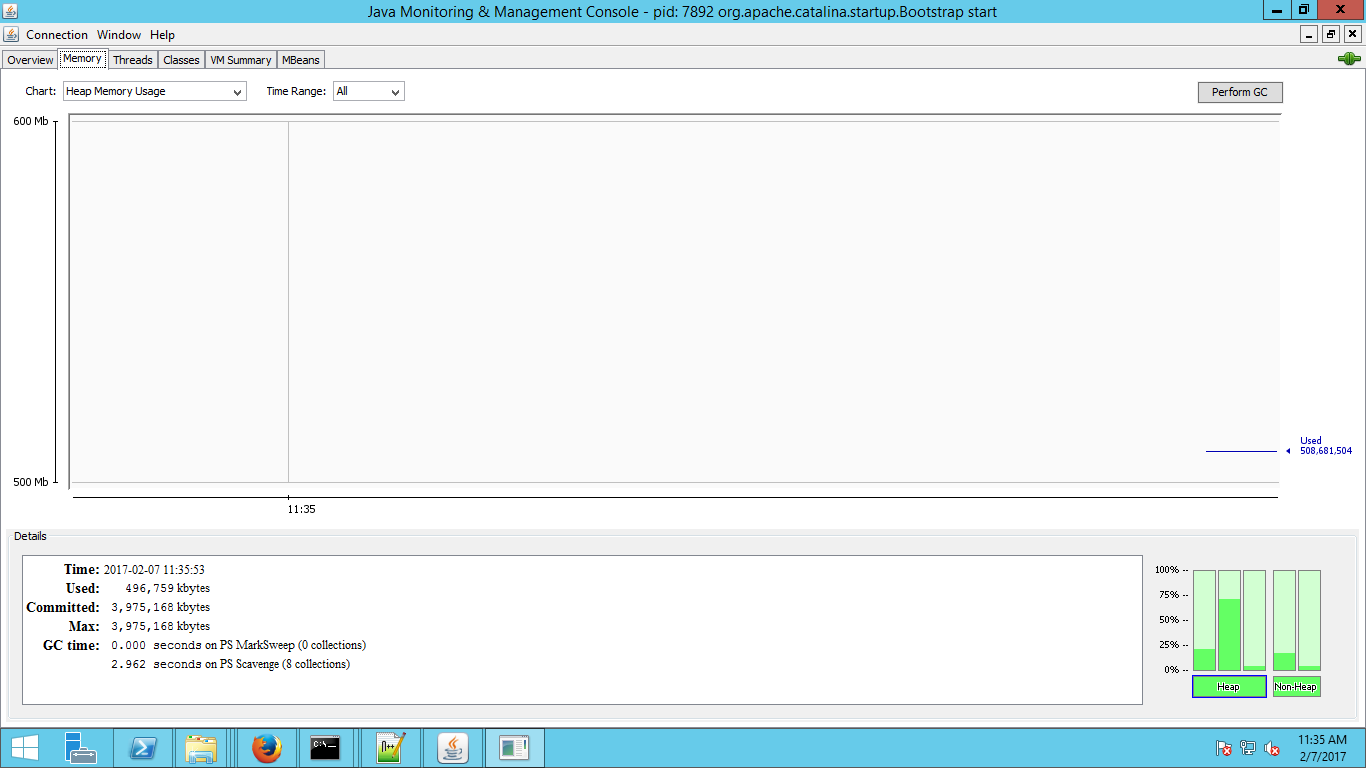 Java Monitoring & Management Console - pid: 7892 org.apache.catalina.startup.Bootstrap start
Connection Window Help
Overview Memory Threads Classes VM Summary MBeans
Chart: Heap Memory Usage Time Range: All Perform GC
600 Mb
Used
508,681,504
500 Mb
11:35
Details
Time: 2017-02-07 11:35:53
Used: 496,759 kbytes
Committed: 3,975,168 kbytes
Max: 3,975,168 kbytes
GC time: 0.000 seconds on PS MarkSweep (0 collections)
2.962 seconds on PS Scavenge (8 collections)
100% --
75% --
50% --
25% --
0% --
Heap Non-Heap
C:\_
11:35 AM
2/7/2017